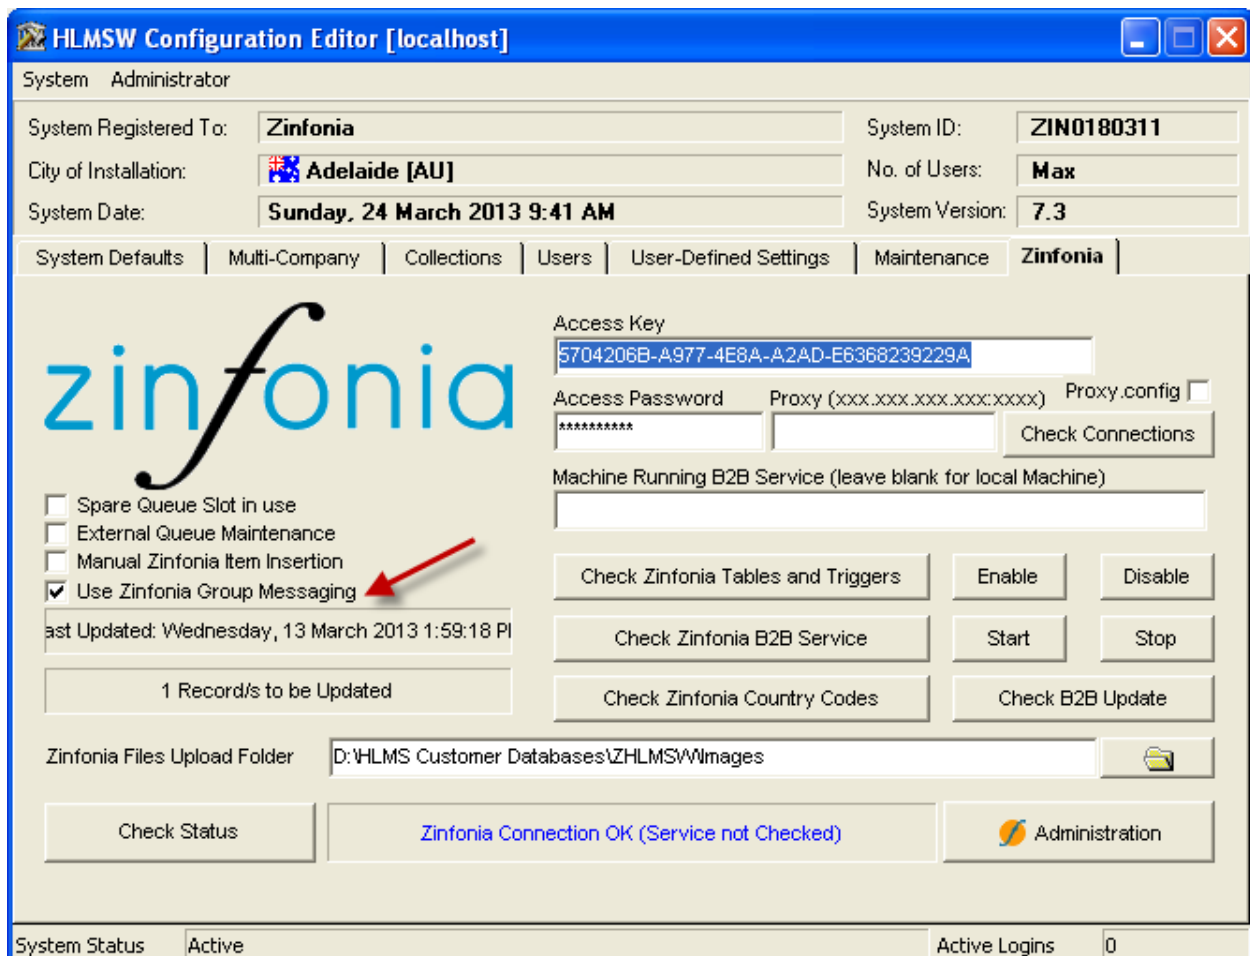 HLMSW Configuration Editor [localhost]
System Administrator
System Registered To: Zinfonia System ID: ZIN0180311
City of Installation: Adelaide [AU] No. of Users: Max
System Date: Sunday, 24 March 2013 9:41 AM System Version: 7.3
System Defaults Multi-Company Collections Users User-Defined Settings Maintenance Zinfonia
zinfonia
Access Key
5704206B-A977-4E8A-A2AD-E6368239229A
Access Password Proxy (xxx.xxx.xxx.xxx:xxxx) Proxy.config
********** Check Connections
Machine Running B2B Service (leave blank for local Machine)
Spare Queue Slot in use
External Queue Maintenance
Manual Zinfonia Item Insertion
Use Zinfonia Group Messaging
Check Zinfonia Tables and Triggers Enable Disable
ast Updated: Wednesday, 13 March 2013 1:59:18 P
Check Zinfonia B2B Service Start Stop
1 Record/s to be Updated
Check Zinfonia Country Codes Check B2B Update
Zinfonia Files Upload Folder D:\HLMS Customer Databases\ZHLMSW\Images
Check Status Zinfonia Connection OK (Service not Checked) Administration
System Status Active Active Logins 0